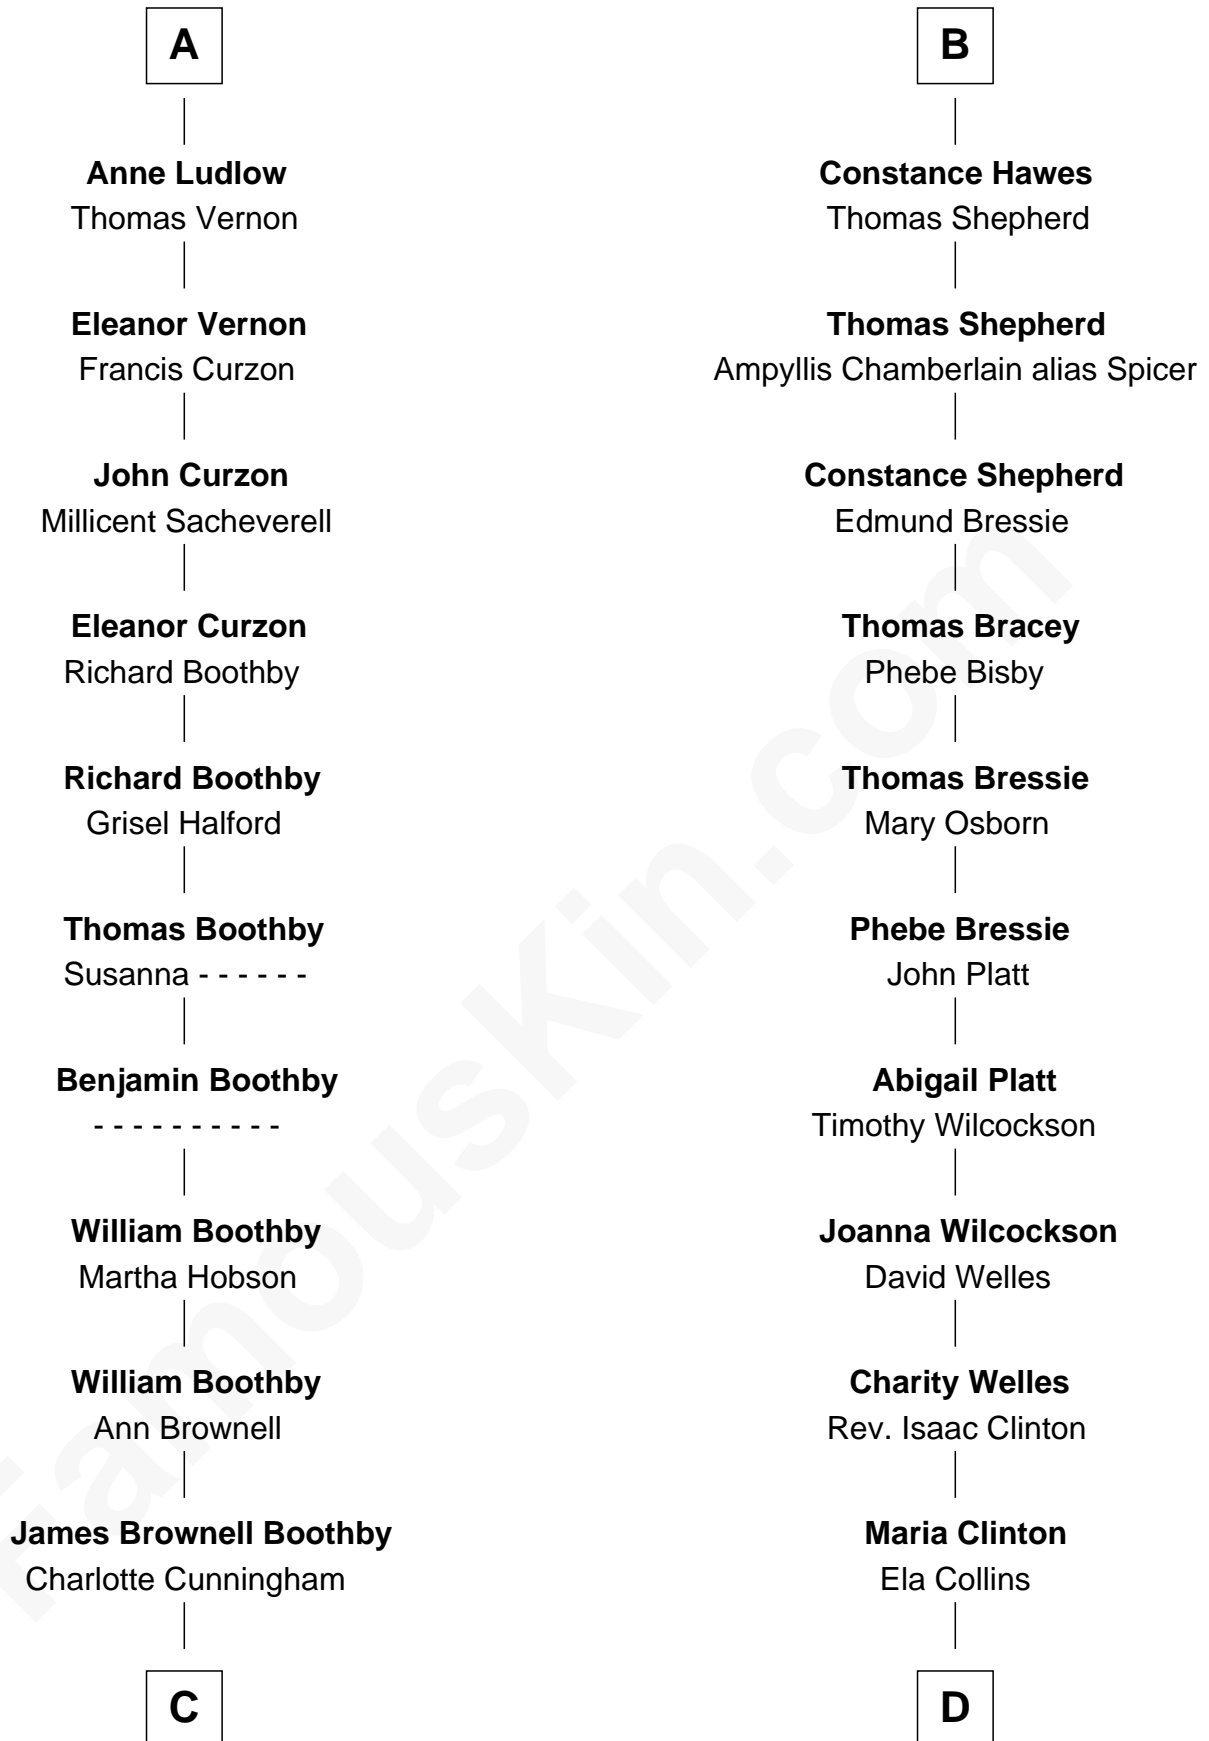 A
Anne Ludlow
Thomas Vernon
Eleanor Vernon
Francis Curzon
John Curzon
Millicent Sacheverell
Eleanor Curzon
Richard Boothby
Richard Boothby
Grisel Halford
Thomas Boothby
Susanna - - - - - -
Benjamin Boothby
- - - - - - - - - -
William Boothby
Martha Hobson
William Boothby
Ann Brownell
James Brownell Boothby
Charlotte Cunningham
C
B
Constance Hawes
Thomas Shepherd
Thomas Shepherd
Ampyllis Chamberlain alias Spicer
Constance Shepherd
Edmund Bressie
Thomas Bracey
Phebe Bisby
Thomas Bressie
Mary Osborn
Phebe Bressie
John Platt
Abigail Platt
Timothy Wilcockson
Joanna Wilcockson
David Welles
Charity Welles
Rev. Isaac Clinton
Maria Clinton
Ela Collins
D
FamousKin.com